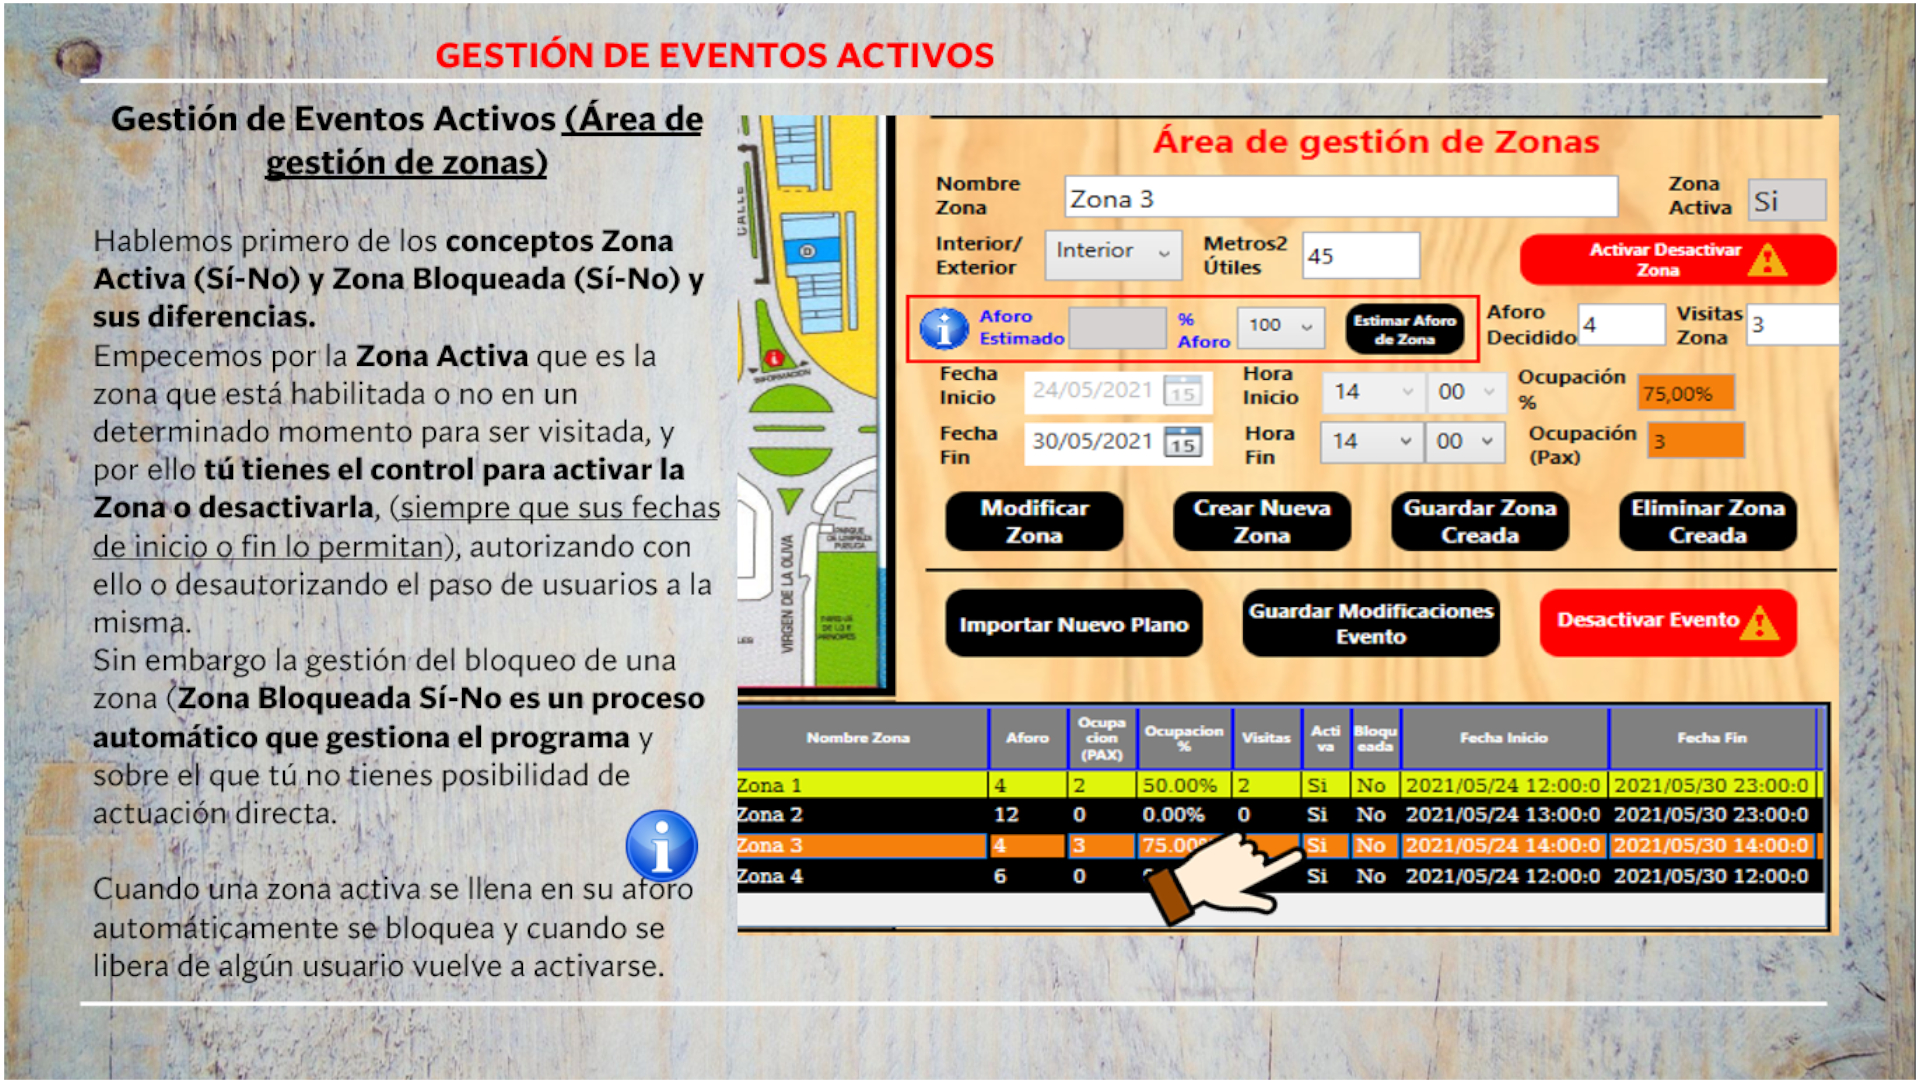 GESTIÓN DE EVENTOS ACTIVOS
Gestión de Eventos Activos (Área de
gestión de zonas)
Hablemos primero de los conceptos Zona
Activa (Sí-No) y Zona Bloqueada (Sí-No) y
sus diferencias.
Empecemos por la Zona Activa que es la
zona que está habilitada o no en un
determinado momento para ser visitada, y
por ello tú tienes el control para activar la
Zona o desactivarla, (siempre que sus fechas
de inicio o fin lo permitan), autorizando con
ello o desautorizando el paso de usuarios a la
misma.
Sin embargo la gestión del bloqueo de una
zona (Zona Bloqueada Sí-No es un proceso
automático que gestiona el programa y
sobre el que tú no tienes posibilidad de
actuación directa.
Cuando una zona activa se llena en su aforo
automáticamente se bloquea y cuando se
libera de algún usuario vuelve a activarse.
CALLE
INFORMACION
VIRGEN DE LA OLIVA
Área de gestión de Zonas
Nombre Zona
Zona 3
Zona Activa
Si
Interior/ Exterior
Interior
Metros2 Útiles
45
Activar Desactivar Zona
Aforo Estimado
% Aforo
100
Estimar Aforo de Zona
Aforo Decidido
4
Visitas Zona
3
Fecha Inicio
24/05/2021
15
Hora Inicio
14
00
Ocupación %
75,00%
Fecha Fin
30/05/2021
15
Hora Fin
14
00
Ocupación (Pax)
3
Modificar Zona
Crear Nueva Zona
Guardar Zona Creada
Eliminar Zona Creada
Importar Nuevo Plano
Guardar Modificaciones Evento
Desactivar Evento
Nombre Zona Aforo Ocupa cion (PAX) Ocupacion % Visitas Acti va Bloqu eada Fecha Inicio Fecha Fin
Zona 1 4 2 50.00% 2 Si No 2021/05/24 12:00:0 2021/05/30 23:00:0
Zona 2 12 0 0.00% 0 Si No 2021/05/24 13:00:0 2021/05/30 23:00:0
Zona 3 4 3 75.00% Si No 2021/05/24 14:00:0 2021/05/30 14:00:0
Zona 4 6 0 Si No 2021/05/24 12:00:0 2021/05/30 12:00:0